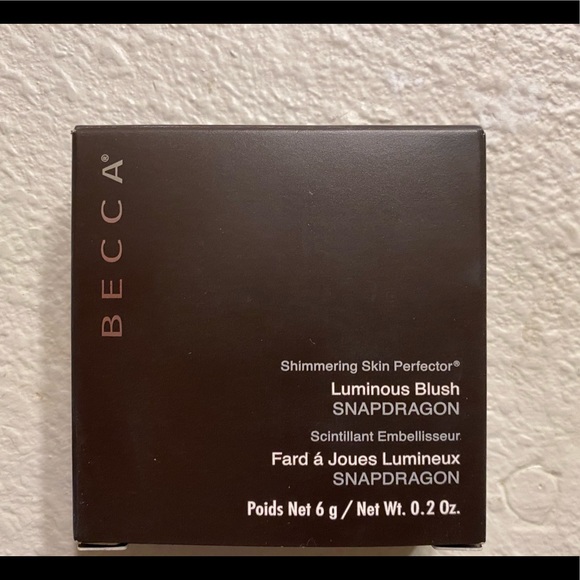 BECCA®
Shimmering Skin Perfector®
Luminous Blush
SNAPDRAGON
Scintillant Embellisseur
Fard á Joues Lumineux
SNAPDRAGON
Poids Net 6 g / Net Wt. 0.2 Oz.